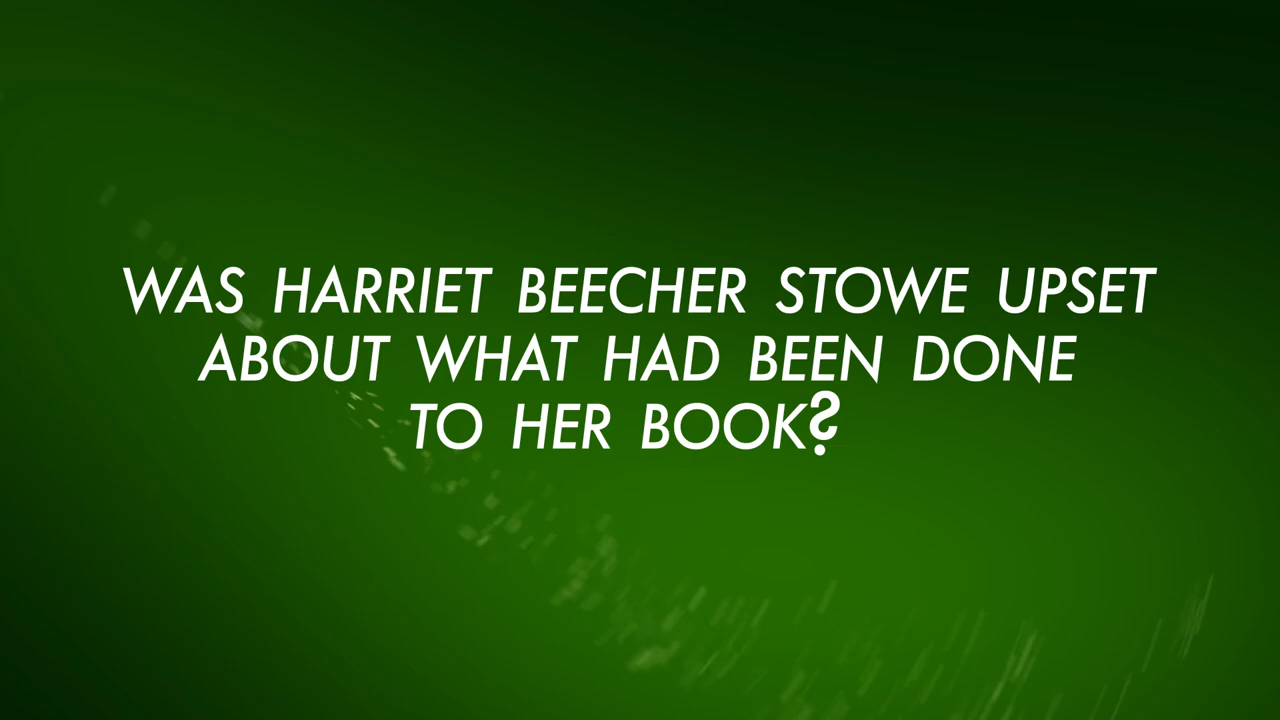 WAS HARRIET BEECHER STOWE UPSET
ABOUT WHAT HAD BEEN DONE
TO HER BOOK?